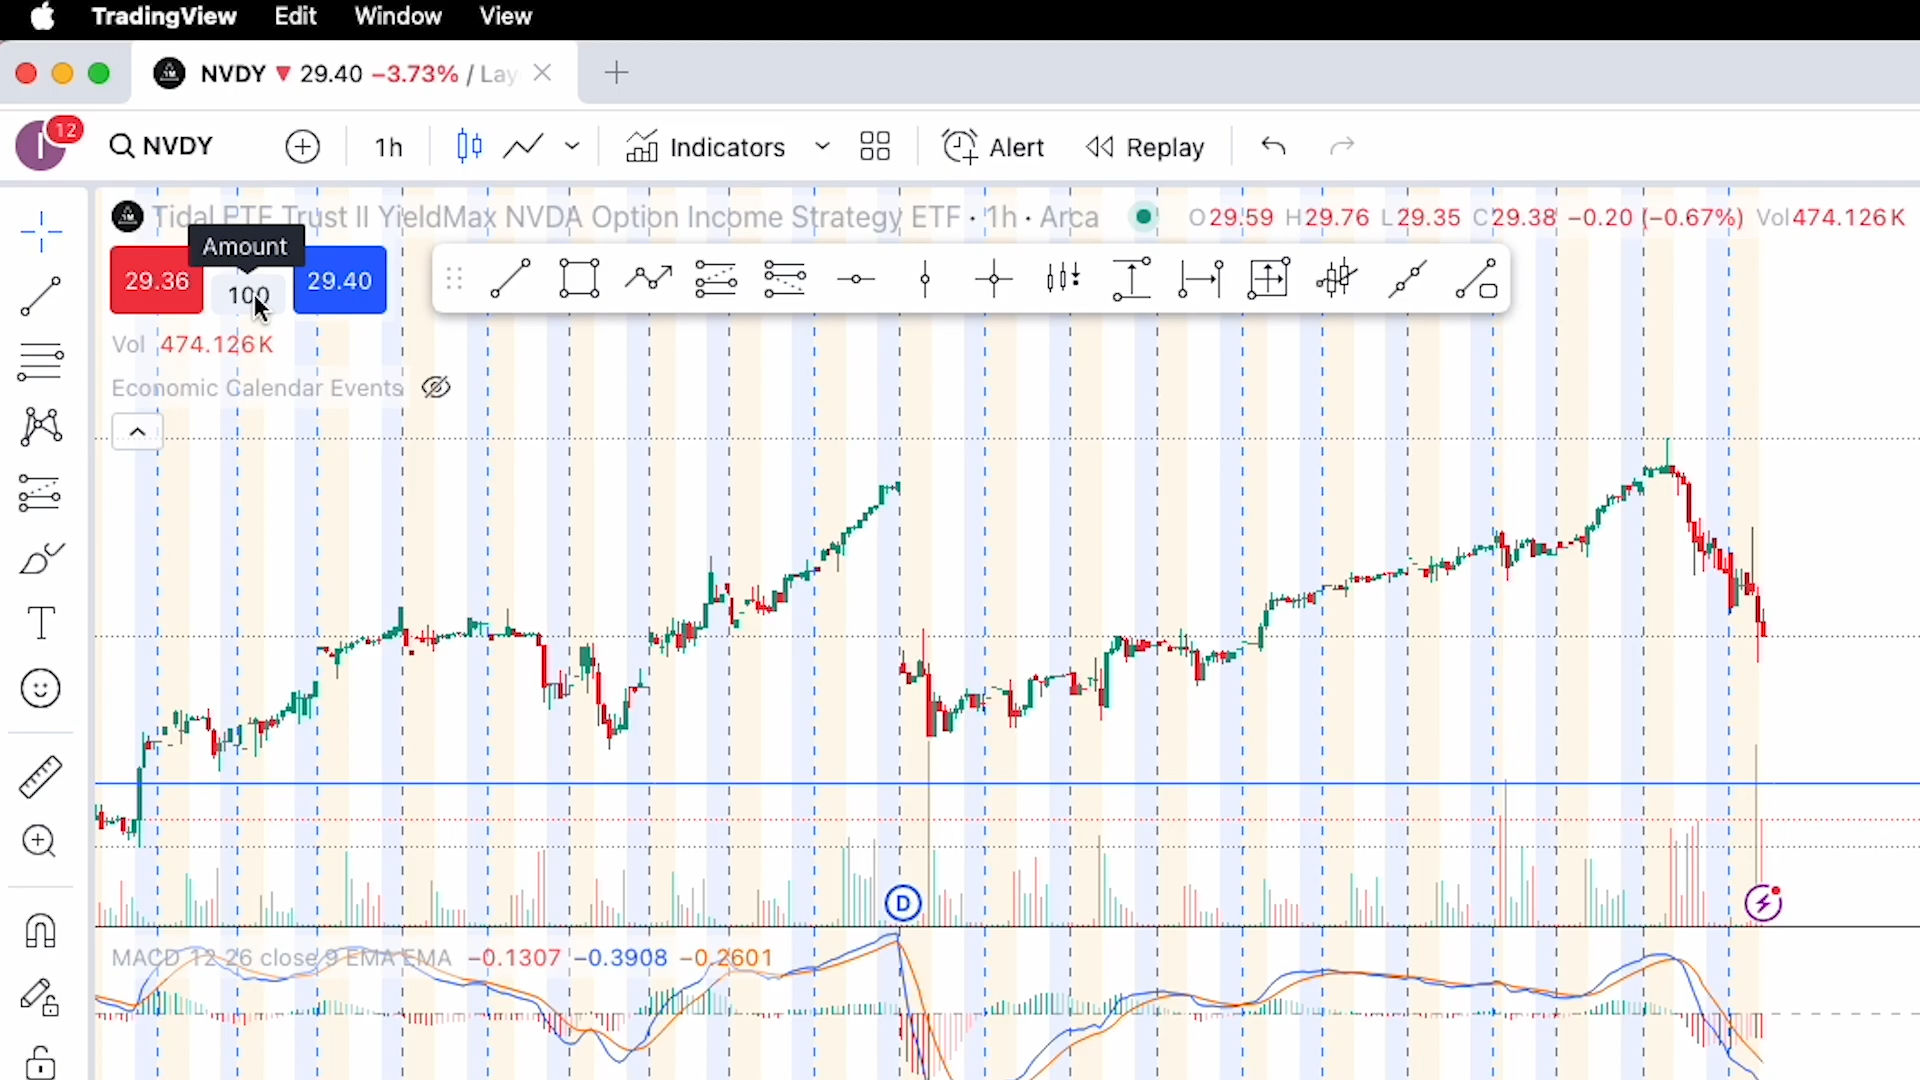 TradingView Edit Window View
NVDY 29.40 −3.73% / Lay
I 12 NVDY 1h Indicators Alert Replay
1M Tidal PTF Trust II YieldMax NVDA Option Income Strategy ETF · 1h · Arca O29.59 H29.76 L29.35 C29.38 −0.20 (−0.67%) Vol474.126K
Amount
29.36 100 29.40
Vol 474.126K
Economic Calendar Events
T
D
MACD 12 26 close 9 EMA EMA −0.1307 −0.3908 −0.2601